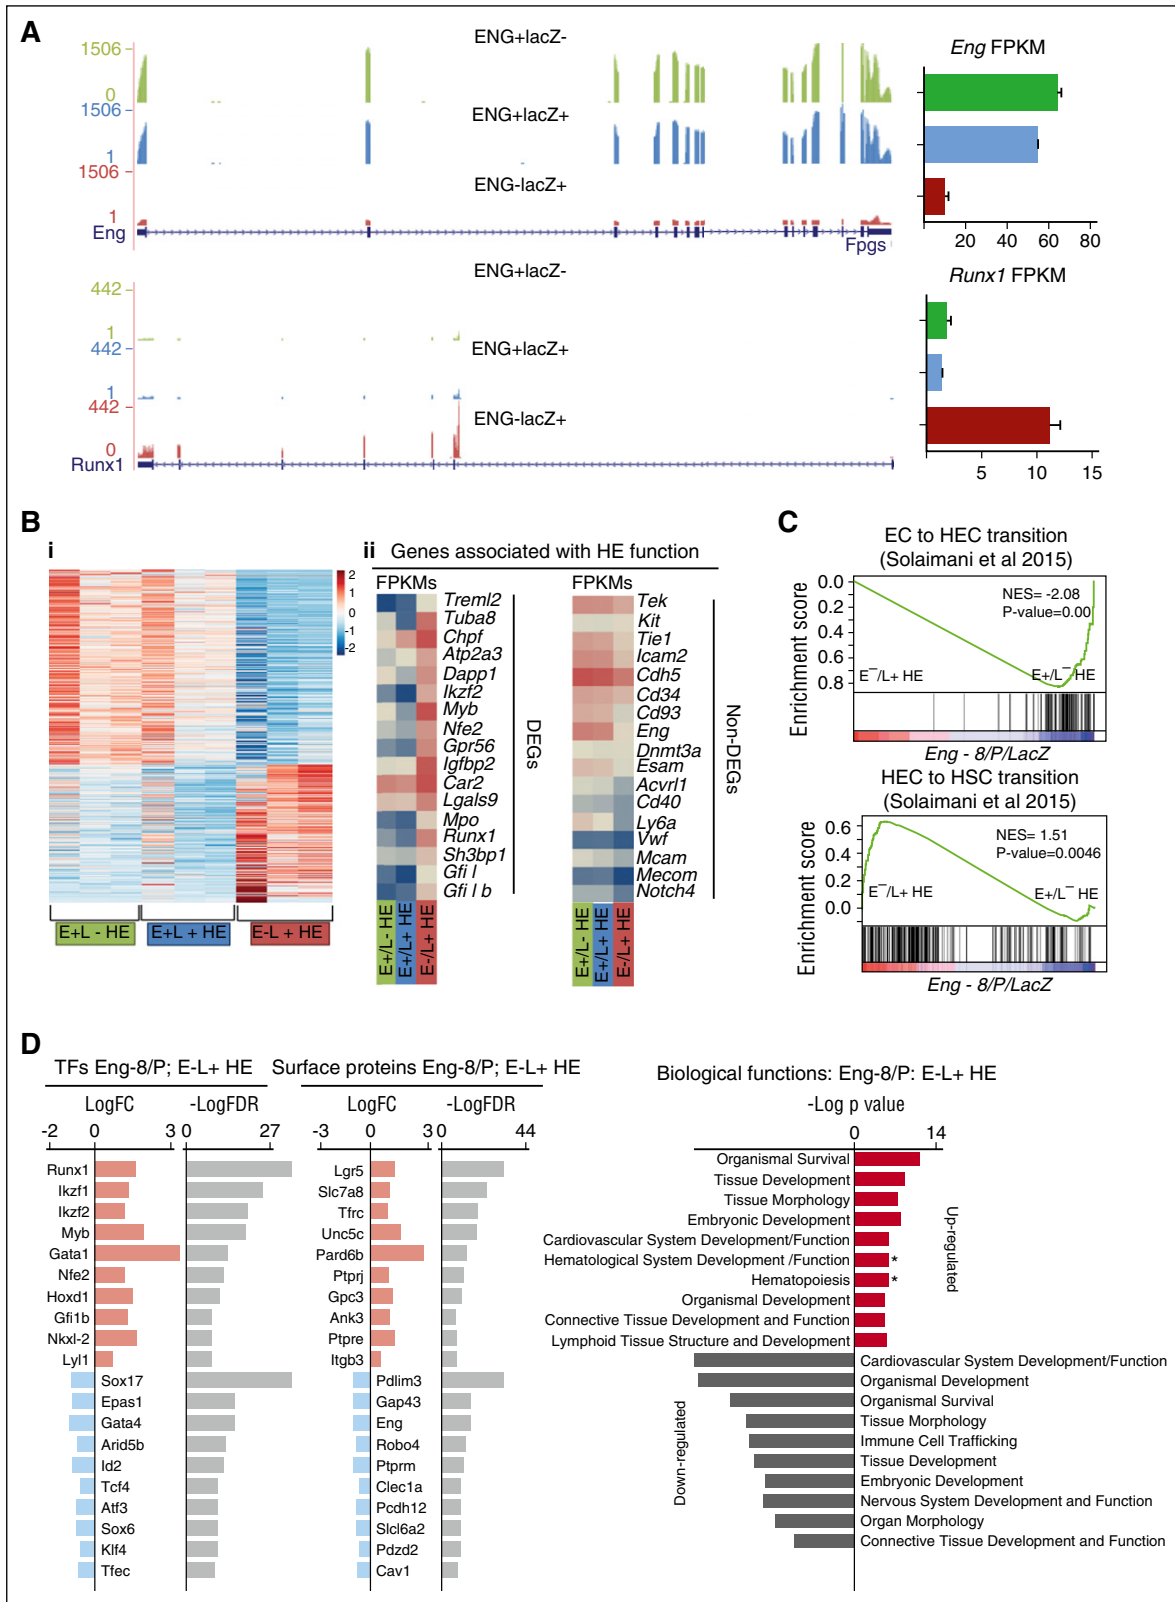 A
ENG+lacZ-
1506
0
ENG+lacZ+
1506
1
ENG-lacZ+
1506
1
Eng
Fpgs
Eng FPKM
20 40 60 80
ENG+lacZ-
442
1
ENG+lacZ+
442
1
ENG-lacZ+
442
0
Runx1
Runx1 FPKM
5 10 15
B
i
2
1
0
-1
-2
E+L - HE
E+L + HE
E-L + HE
ii
Genes associated with HE function
FPKMs
Treml2
Tuba8
Chpf
Atp2a3
Dapp1
Ikzf2
Myb
Nfe2
Gpr56
Igfbp2
Car2
Lgals9
Mpo
Runx1
Sh3bp1
Gfi I
Gfi I b
DEGs
E+/L- HE
E+/L+ HE
E-/L+ HE
FPKMs
Tek
Kit
Tie1
Icam2
Cdh5
Cd34
Cd93
Eng
Dnmt3a
Esam
Acvrl1
Cd40
Ly6a
Vwf
Mcam
Mecom
Notch4
Non-DEGs
E+/L- HE
E+/L+ HE
E-/L+ HE
C
EC to HEC transition
(Solaimani et al 2015)
Enrichment score
0.0
0.2
0.4
0.6
0.8
NES= -2.08
P-value=0.00
E⁻/L+ HE
E+/L⁻ HE
Eng - 8/P/LacZ
HEC to HSC transition
(Solaimani et al 2015)
Enrichment score
0.6
0.4
0.2
0.0
NES= 1.51
P-value=0.0046
E⁻/L+ HE
E+/L⁻ HE
Eng - 8/P/LacZ
D
TFs Eng-8/P; E-L+ HE
LogFC
-LogFDR
-2 0 3 0 27
Runx1
Ikzf1
Ikzf2
Myb
Gata1
Nfe2
Hoxd1
Gfi1b
Nkxl-2
Lyl1
Sox17
Epas1
Gata4
Arid5b
Id2
Tcf4
Atf3
Sox6
Klf4
Tfec
Surface proteins Eng-8/P; E-L+ HE
LogFC
-LogFDR
-3 0 3 0 44
Lgr5
Slc7a8
Tfrc
Unc5c
Pard6b
Ptprj
Gpc3
Ank3
Ptpre
Itgb3
Pdlim3
Gap43
Eng
Robo4
Ptprm
Clec1a
Pcdh12
Slcl6a2
Pdzd2
Cav1
Biological functions: Eng-8/P: E-L+ HE
-Log p value
0 14
Organismal Survival
Tissue Development
Tissue Morphology
Embryonic Development
Cardiovascular System Development/Function
Hematological System Development /Function *
Hematopoiesis *
Organismal Development
Connective Tissue Development and Function
Lymphoid Tissue Structure and Development
Up-regulated
Cardiovascular System Development/Function
Organismal Development
Organismal Survival
Tissue Morphology
Immune Cell Trafficking
Tissue Development
Embryonic Development
Nervous System Development and Function
Organ Morphology
Connective Tissue Development and Function
Down-regulated